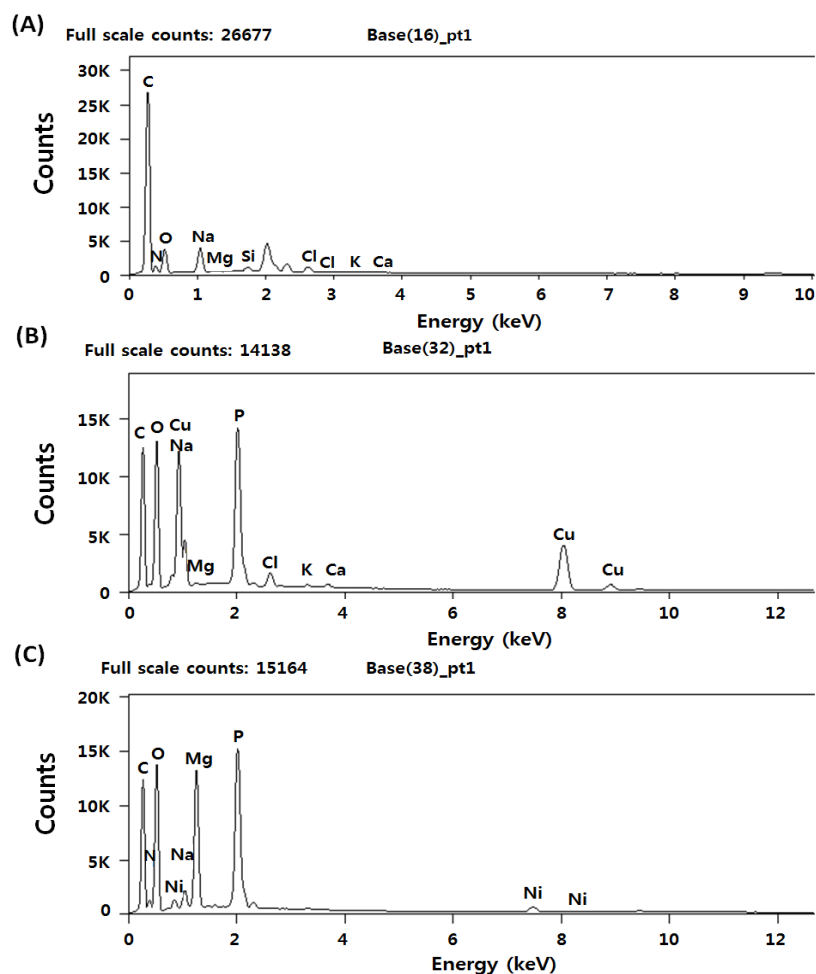 (A)
Full scale counts: 26677 Base(16)_pt1
30K
25K
20K
15K
10K
5K
0
Counts
C
N
O
Na
Mg
Si
Cl
Cl
K
Ca
0 1 2 3 4 5 6 7 8 9 10
Energy (keV)
(B)
Full scale counts: 14138 Base(32)_pt1
15K
10K
5K
0
Counts
C
O
Cu
Na
Mg
P
Cl
K
Ca
Cu
Cu
0 2 4 6 8 10 12
Energy (keV)
(C)
Full scale counts: 15164 Base(38)_pt1
20K
15K
10K
5K
0
Counts
C
N
O
Ni
Na
Mg
P
Ni
Ni
0 2 4 6 8 10 12
Energy (keV)